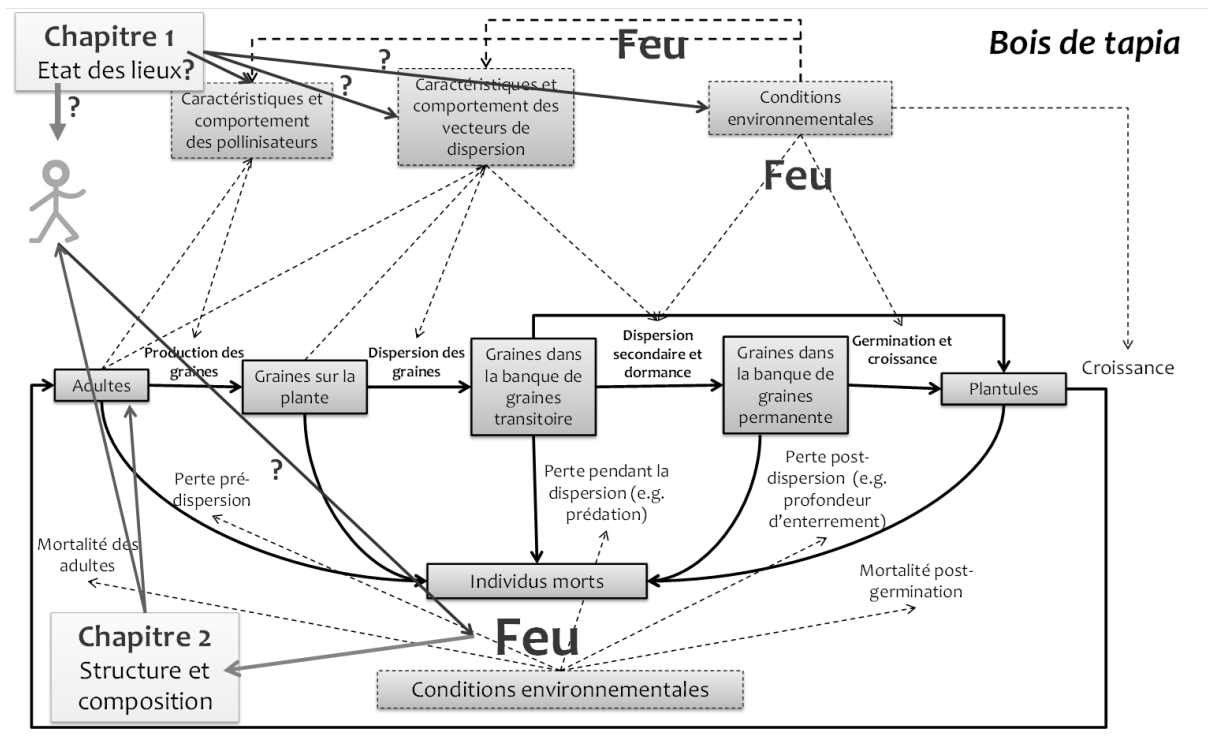 Chapitre 1
Etat des lieux?
?
?
?
Feu
Bois de tapia
Caractéristiques et
comportement
des pollinisateurs
Caractéristiques et
comportement des
vecteurs de
dispersion
Conditions
environnementales
Feu
Production des
graines
Dispersion des
graines
Dispersion
secondaire et
dormance
Germination et
croissance
Croissance
Adultes
Graines sur la
plante
Graines dans
la banque de
graines
transitoire
Graines dans
la banque de
graines
permanente
Plantules
?
Perte pré-
dispersion
Perte pendant la
dispersion (e.g.
prédation)
Perte post-
dispersion (e.g.
profondeur
d'enterrement)
Mortalité des
adultes
Individus morts
Mortalité post-
germination
Chapitre 2
Structure et
composition
Feu
Conditions environnementales